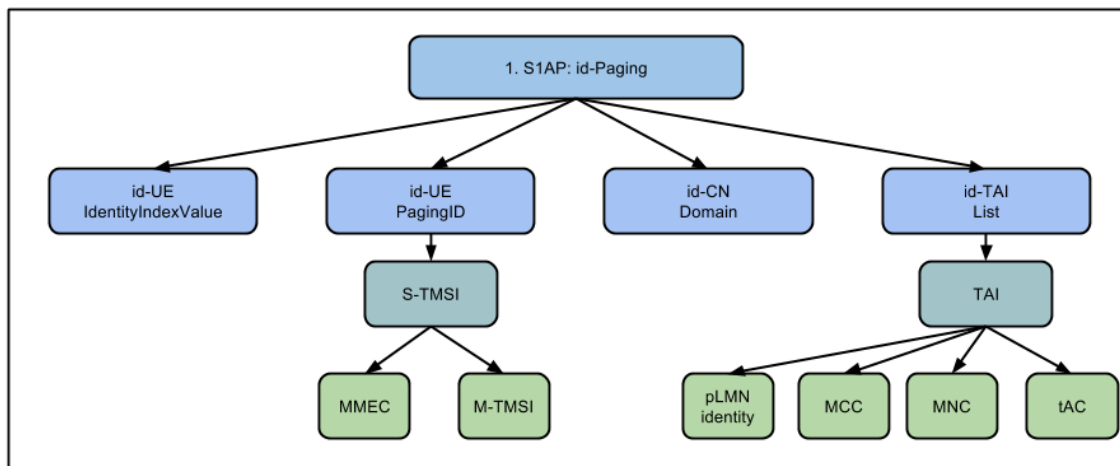 1. S1AP: id-Paging
id-UE
IdentityIndexValue
id-UE
PagingID
id-CN
Domain
id-TAI
List
S-TMSI
TAI
MMEC
M-TMSI
pLMN
identity
MCC
MNC
tAC